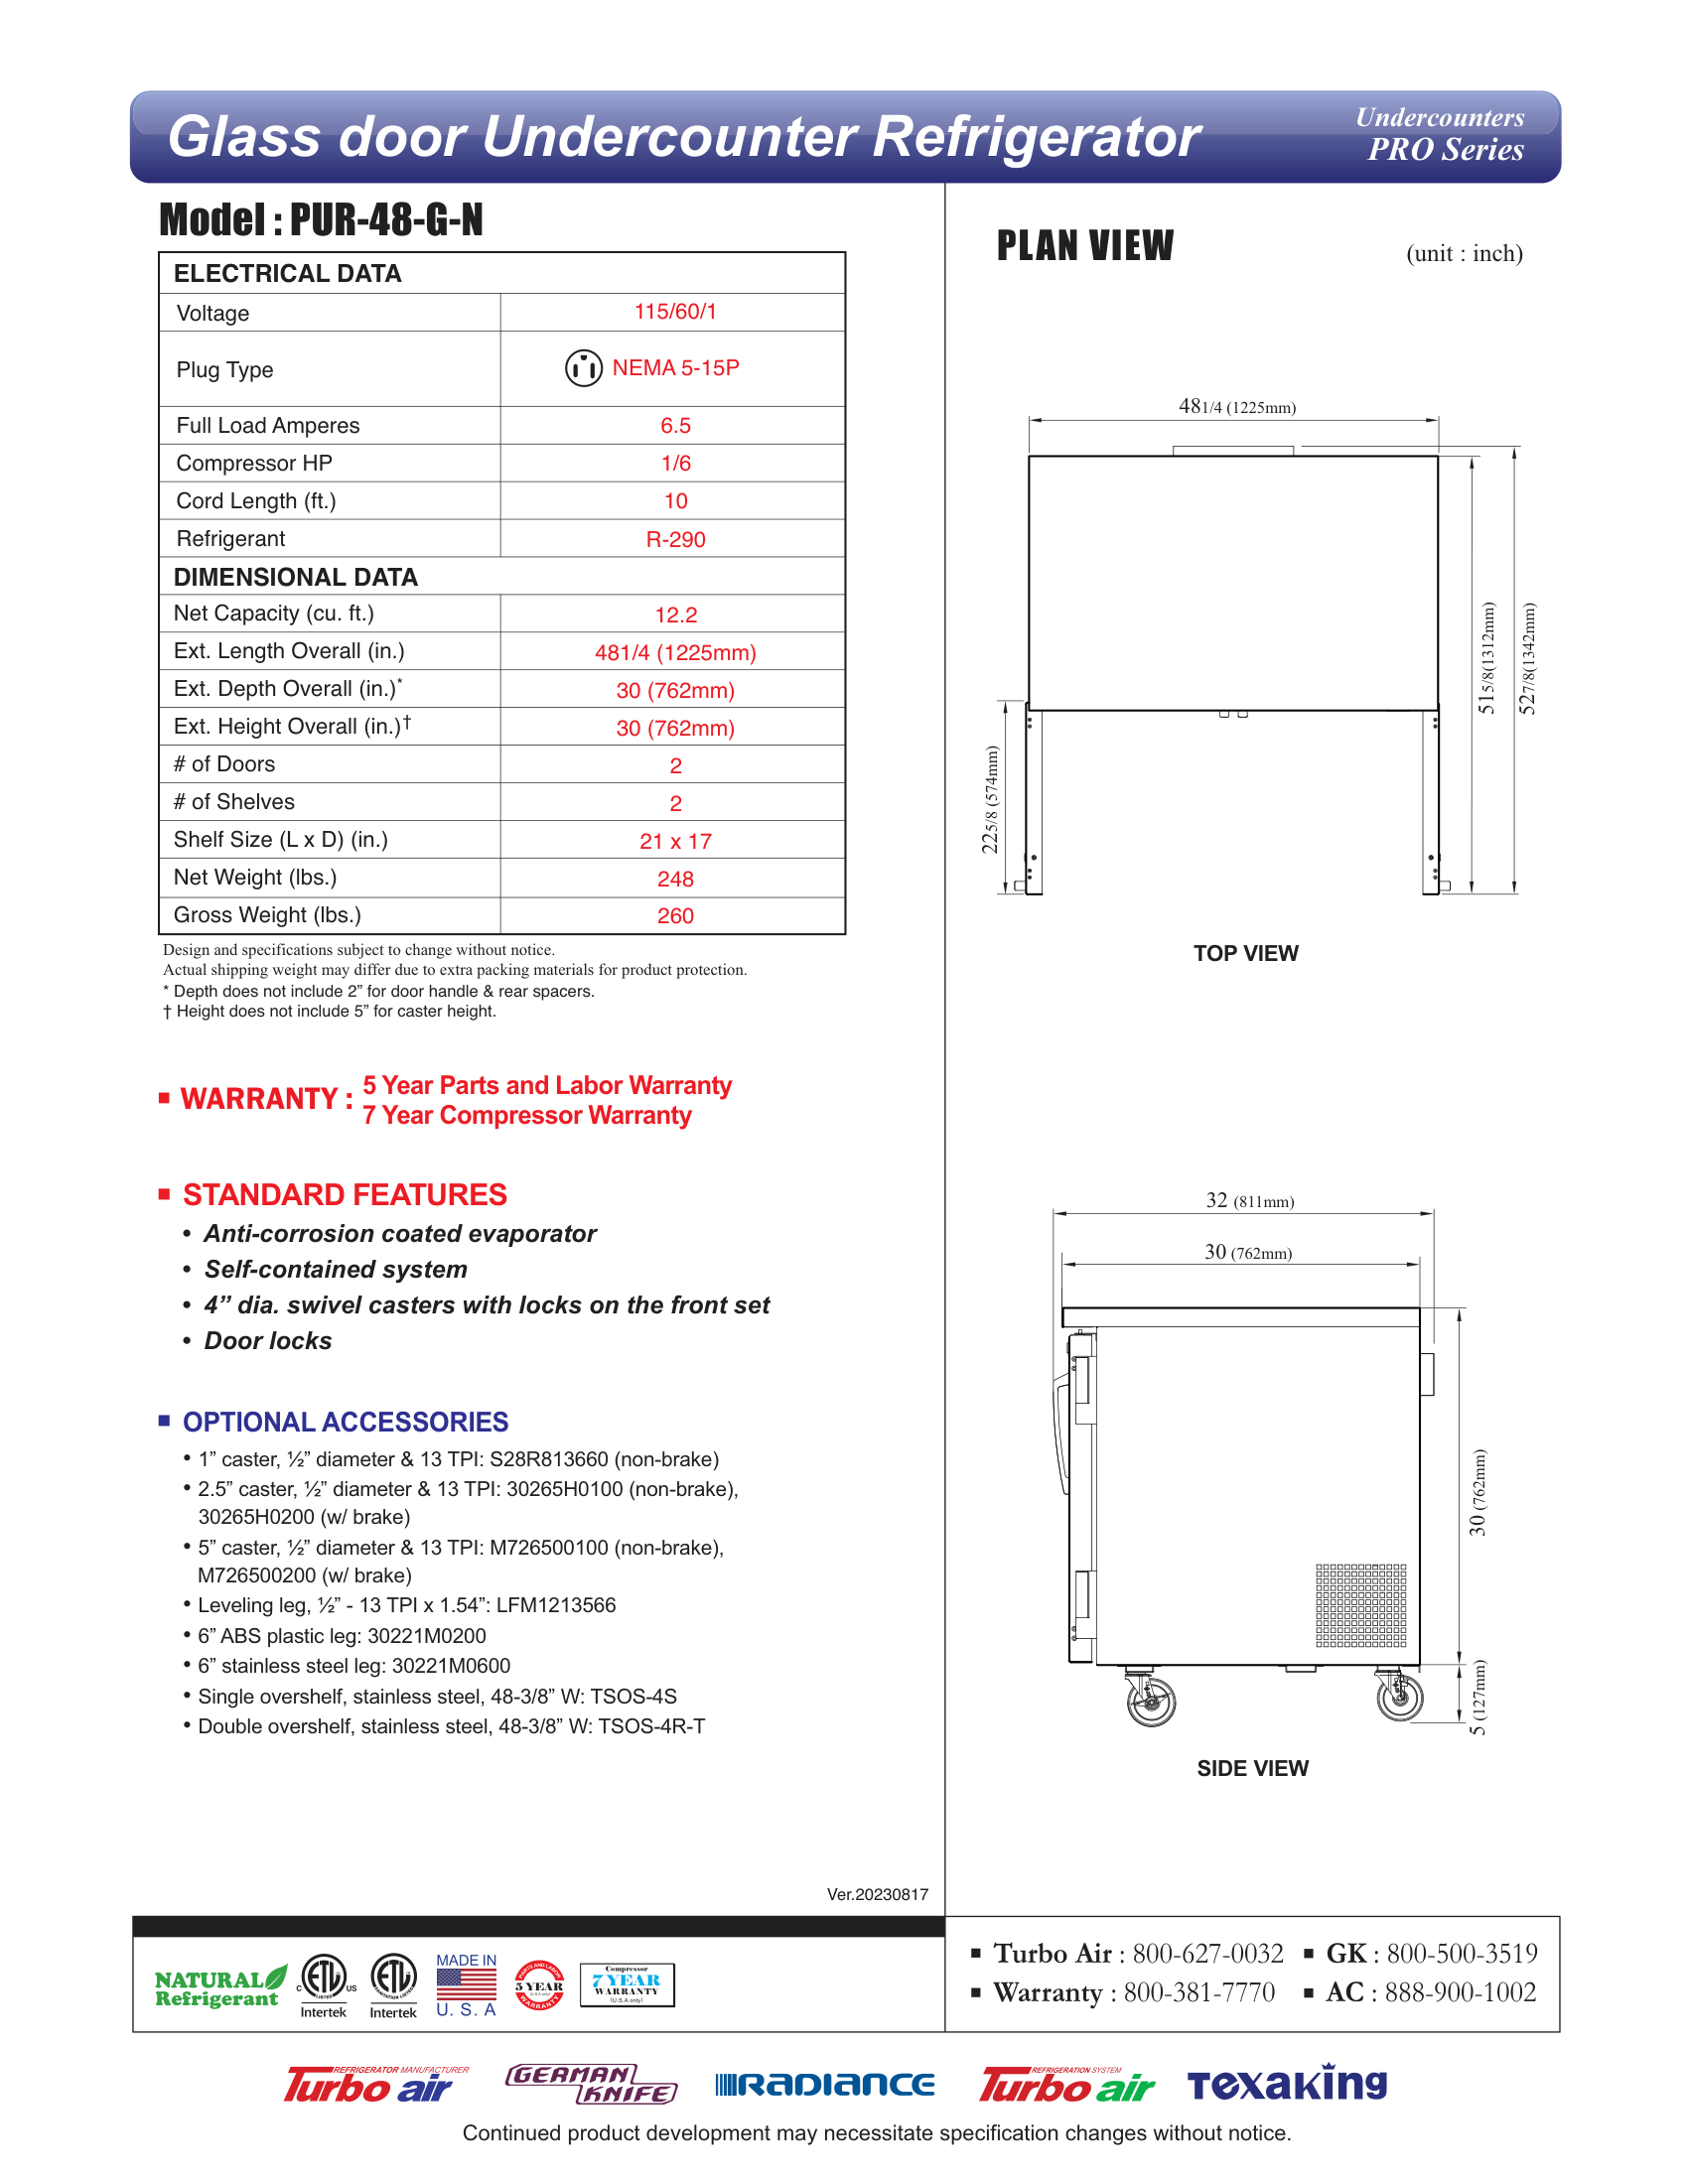 Glass door Undercounter Refrigerator
Undercounters
PRO Series
Model : PUR-48-G-N
ELECTRICAL DATA
Voltage 115/60/1
Plug Type NEMA 5-15P
Full Load Amperes 6.5
Compressor HP 1/6
Cord Length (ft.) 10
Refrigerant R-290
DIMENSIONAL DATA
Net Capacity (cu. ft.) 12.2
Ext. Length Overall (in.) 481/4 (1225mm)
Ext. Depth Overall (in.)* 30 (762mm)
Ext. Height Overall (in.)† 30 (762mm)
# of Doors 2
# of Shelves 2
Shelf Size (L x D) (in.) 21 x 17
Net Weight (lbs.) 248
Gross Weight (lbs.) 260
Design and specifications subject to change without notice.
Actual shipping weight may differ due to extra packing materials for product protection.
* Depth does not include 2” for door handle & rear spacers.
† Height does not include 5” for caster height.
■ WARRANTY : 5 Year Parts and Labor Warranty
7 Year Compressor Warranty
■ STANDARD FEATURES
• Anti-corrosion coated evaporator
• Self-contained system
• 4” dia. swivel casters with locks on the front set
• Door locks
■ OPTIONAL ACCESSORIES
• 1” caster, ½” diameter & 13 TPI: S28R813660 (non-brake)
• 2.5” caster, ½” diameter & 13 TPI: 30265H0100 (non-brake),
30265H0200 (w/ brake)
• 5” caster, ½” diameter & 13 TPI: M726500100 (non-brake),
M726500200 (w/ brake)
• Leveling leg, ½” - 13 TPI x 1.54”: LFM1213566
• 6” ABS plastic leg: 30221M0200
• 6” stainless steel leg: 30221M0600
• Single overshelf, stainless steel, 48-3/8” W: TSOS-4S
• Double overshelf, stainless steel, 48-3/8” W: TSOS-4R-T
Ver.20230817
PLAN VIEW
(unit : inch)
481/4 (1225mm)
515/8(1312mm)
527/8(1342mm)
225/8 (574mm)
TOP VIEW
32 (811mm)
30 (762mm)
30 (762mm)
5 (127mm)
SIDE VIEW
NATURAL
Refrigerant
C ETL US
LISTED
Intertek
ETL
SANITATION LISTED
Intertek
MADE IN
U. S. A
PARTS AND LABOR
5 YEAR
(U.S.A only)
WARRANTY
Compressor
7 YEAR
WARRANTY
(U.S.A only)
■ Turbo Air : 800-627-0032 ■ GK : 800-500-3519
■ Warranty : 800-381-7770 ■ AC : 888-900-1002
REFRIGERATOR MANUFACTURER
Turbo air
GERMAN
KNIFE
RADIANCE
REFRIGERATION SYSTEM
Turbo air
TEXAKING
Continued product development may necessitate specification changes without notice.